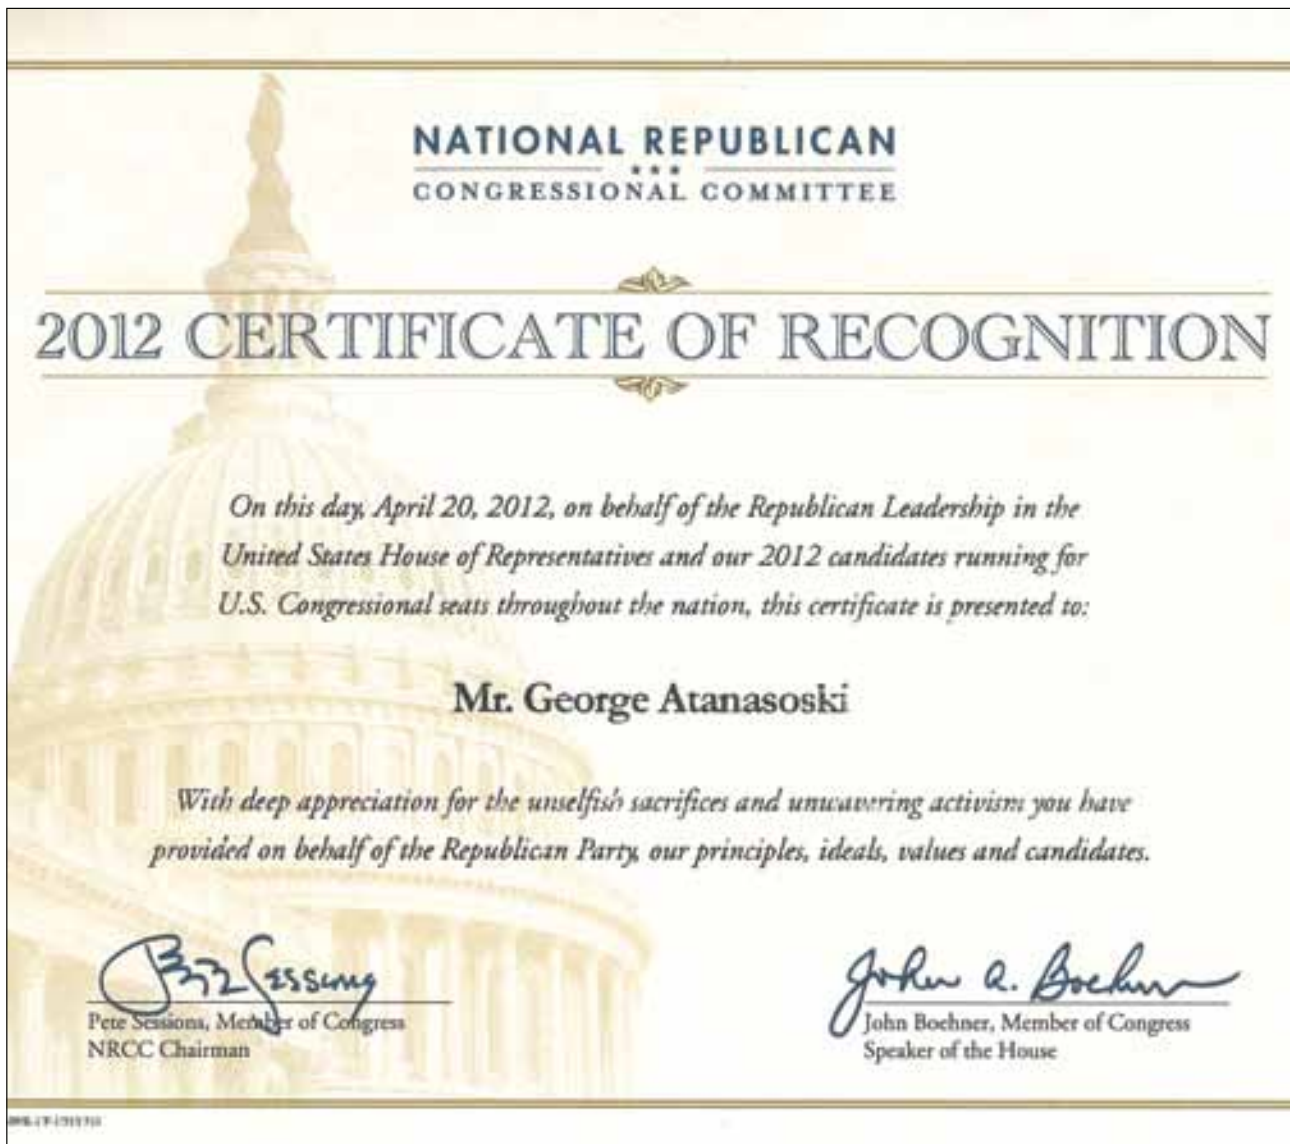 NATIONAL REPUBLICAN
CONGRESSIONAL COMMITTEE
2012 CERTIFICATE OF RECOGNITION
On this day, April 20, 2012, on behalf of the Republican Leadership in the
United States House of Representatives and our 2012 candidates running for
U.S. Congressional seats throughout the nation, this certificate is presented to:
Mr. George Atanasoski
With deep appreciation for the unselfish sacrifices and unwavering activism you have
provided on behalf of the Republican Party, our principles, ideals, values and candidates.
Pete Sessions
John A. Boehner
Pete Sessions, Member of Congress
NRCC Chairman
John Boehner, Member of Congress
Speaker of the House